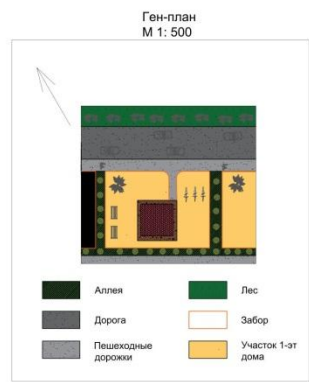 Ген-план
М 1: 500
Аллея
Лес
Дорога
Забор
Пешеходные
дорожки
Участок 1-эт
дома